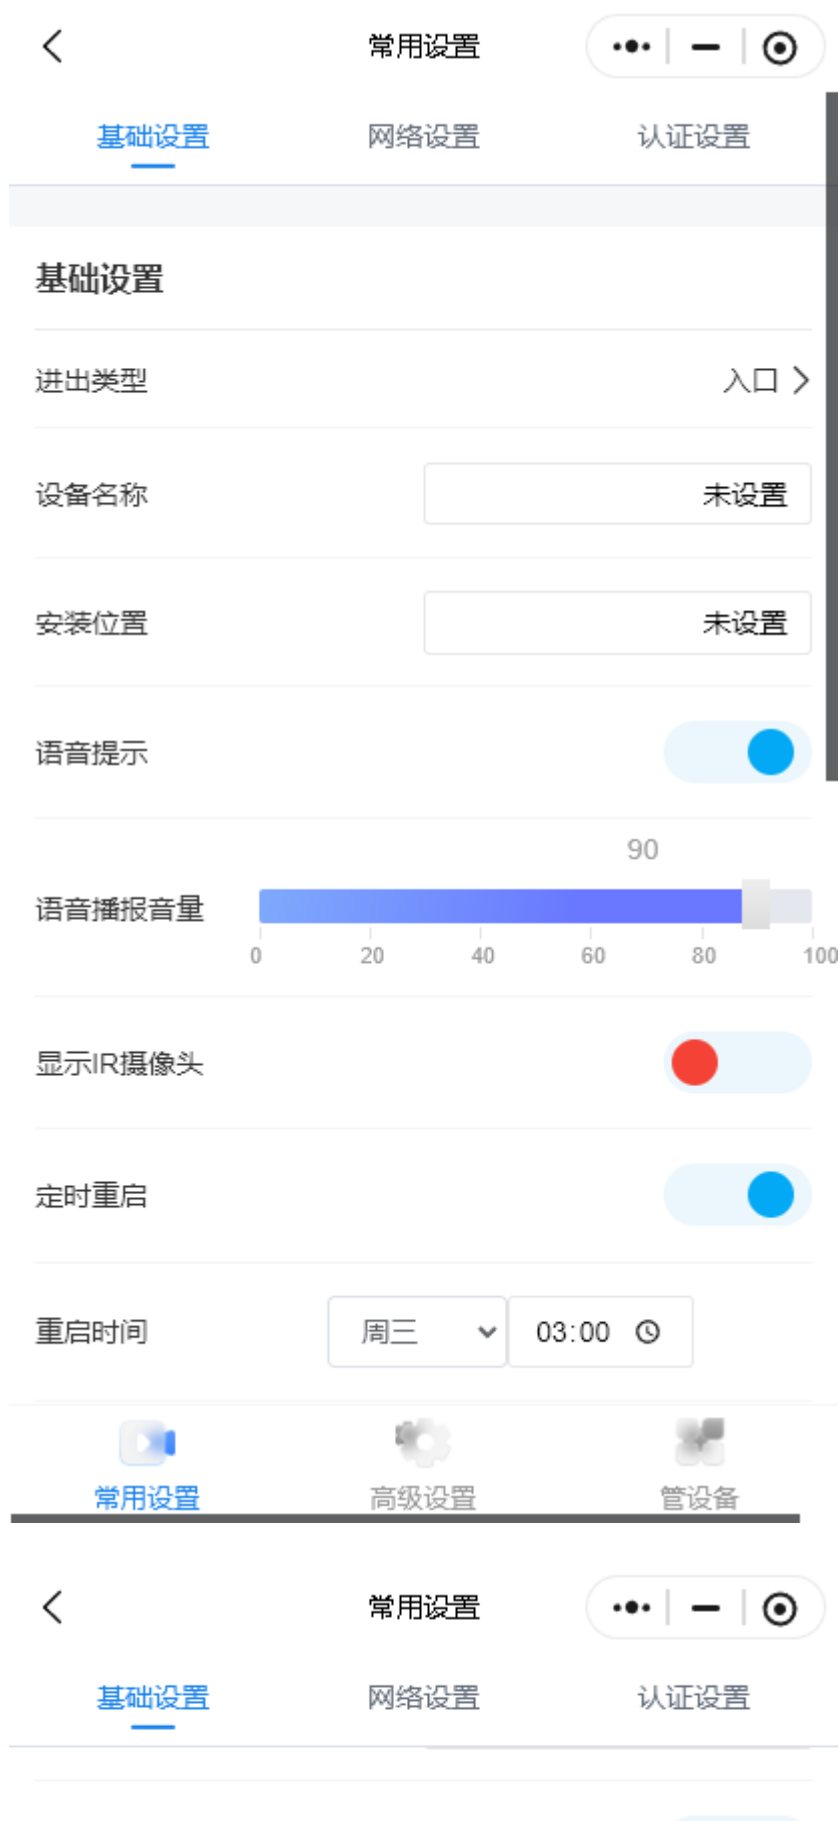 常用设置
基础设置 网络设置 认证设置
基础设置
进出类型 入口
设备名称 未设置
安装位置 未设置
语音提示
90
语音播报音量
0 20 40 60 80 100
显示IR摄像头
定时重启
重启时间 周三 03:00
常用设置 高级设置 管设备
常用设置
基础设置 网络设置 认证设置